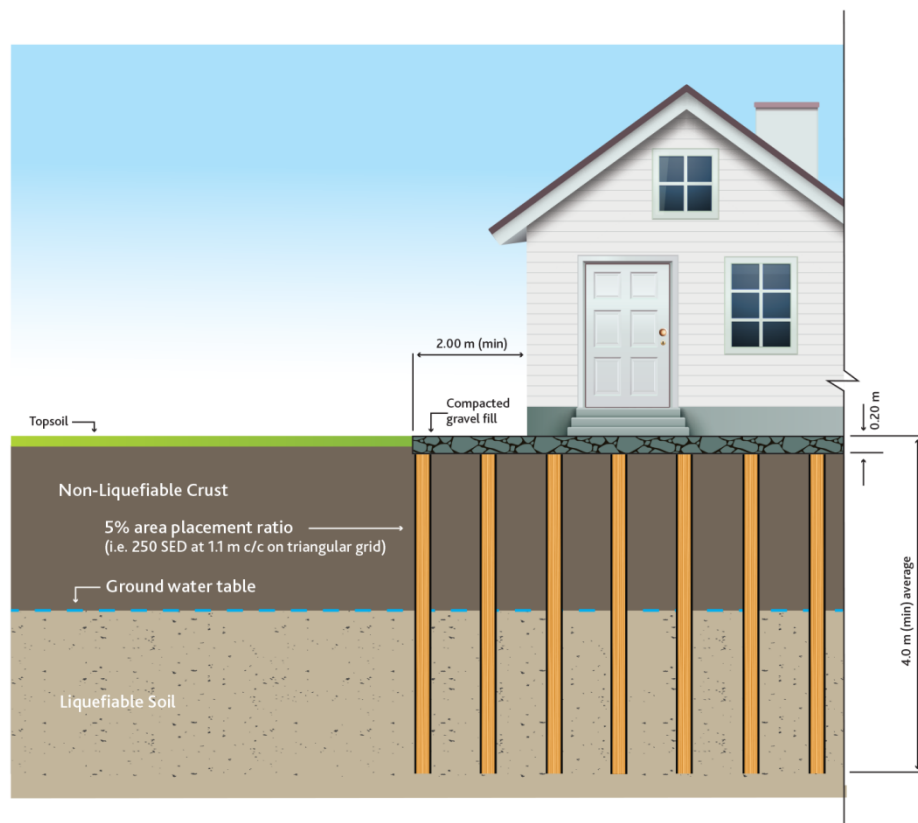 2.00 m (min)
Compacted
gravel fill
0.20 m
Topsoil
Non-Liquefiable Crust
5% area placement ratio
(i.e. 250 SED at 1.1 m c/c on triangular grid)
Ground water table
4.0 m (min) average
Liquefiable Soil